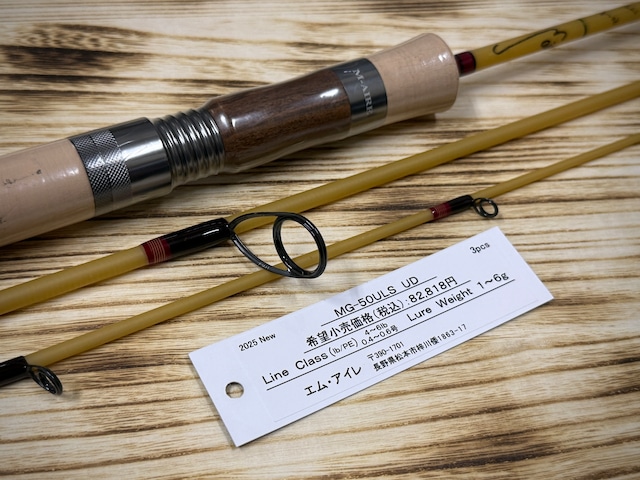 M-AIRE
3pcs
2025 New
MG-50ULS UD
希望小売価格(税込) 82,818円
Line Class(lb/PE) 4~6lb 0.4~0.6号 Lure Weight 1~6g
エム・アイレ
〒390-1701
長野県松本市梓川倭1863-17